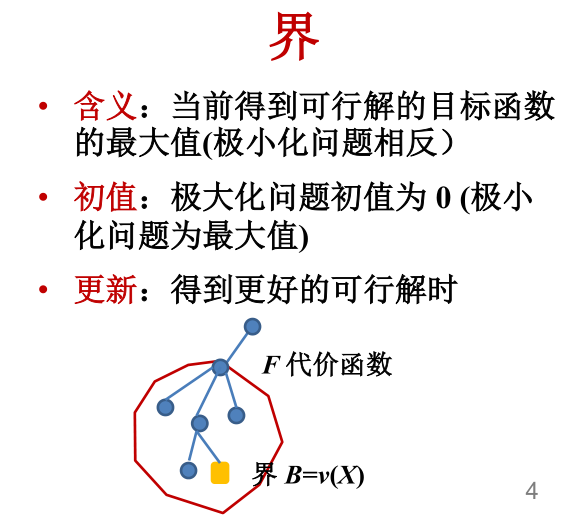 界
• 含义：当前得到可行解的目标函数
的最大值(极小化问题相反）
• 初值：极大化问题初值为 0 (极小
化问题为最大值)
• 更新：得到更好的可行解时
F 代价函数
界 B=v(X)
4